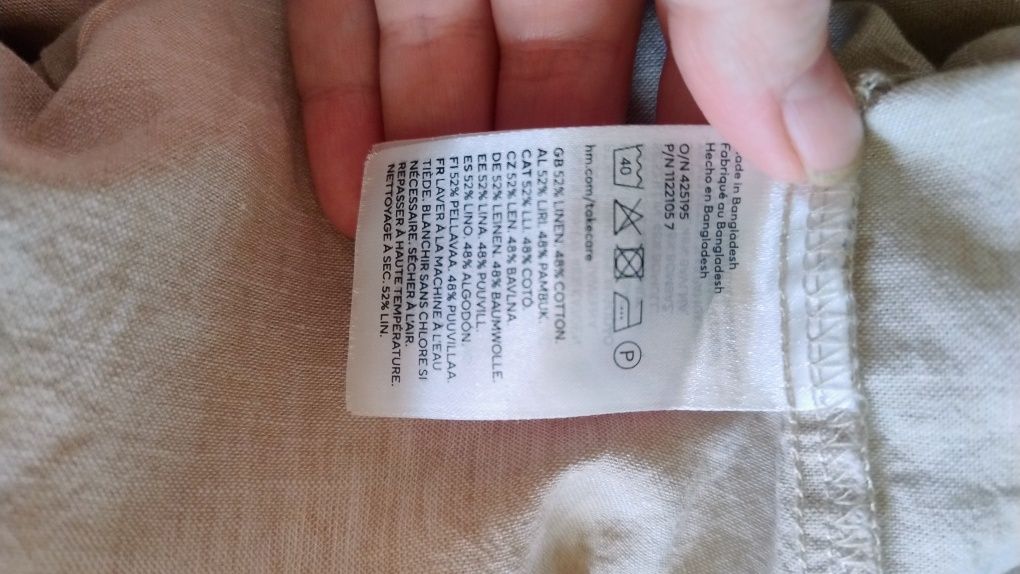 ade in Bangladesh
Fabriqué au Bangladesh
Hecho en Bangladesh
O/N 425195
P/N 1122105 7
40
P
hm.com/takecare
GB 52% LINEN. 48% COTTON.
AL 52% LIRI. 48% PAMBUK.
CAT 52% LLI. 48% COTÓ.
CZ 52% LEN. 48% BAVLNA.
DE 52% LEINEN. 48% BAUMWOLLE.
EE 52% LINA. 48% PUUVILL.
ES 52% LINO. 48% ALGODÓN.
FI 52% PELLAVAA. 48% PUUVILLAA.
FR LAVER À LA MACHINE À L'EAU
TIÈDE. BLANCHIR SANS CHLORE SI
NÉCESSAIRE. SÉCHER À L'AIR.
REPASSER À HAUTE TEMPÉRATURE.
NETTOYAGE À SEC. 52% LIN.